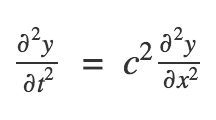 ∂²y/∂t² = c² ∂²y/∂x²